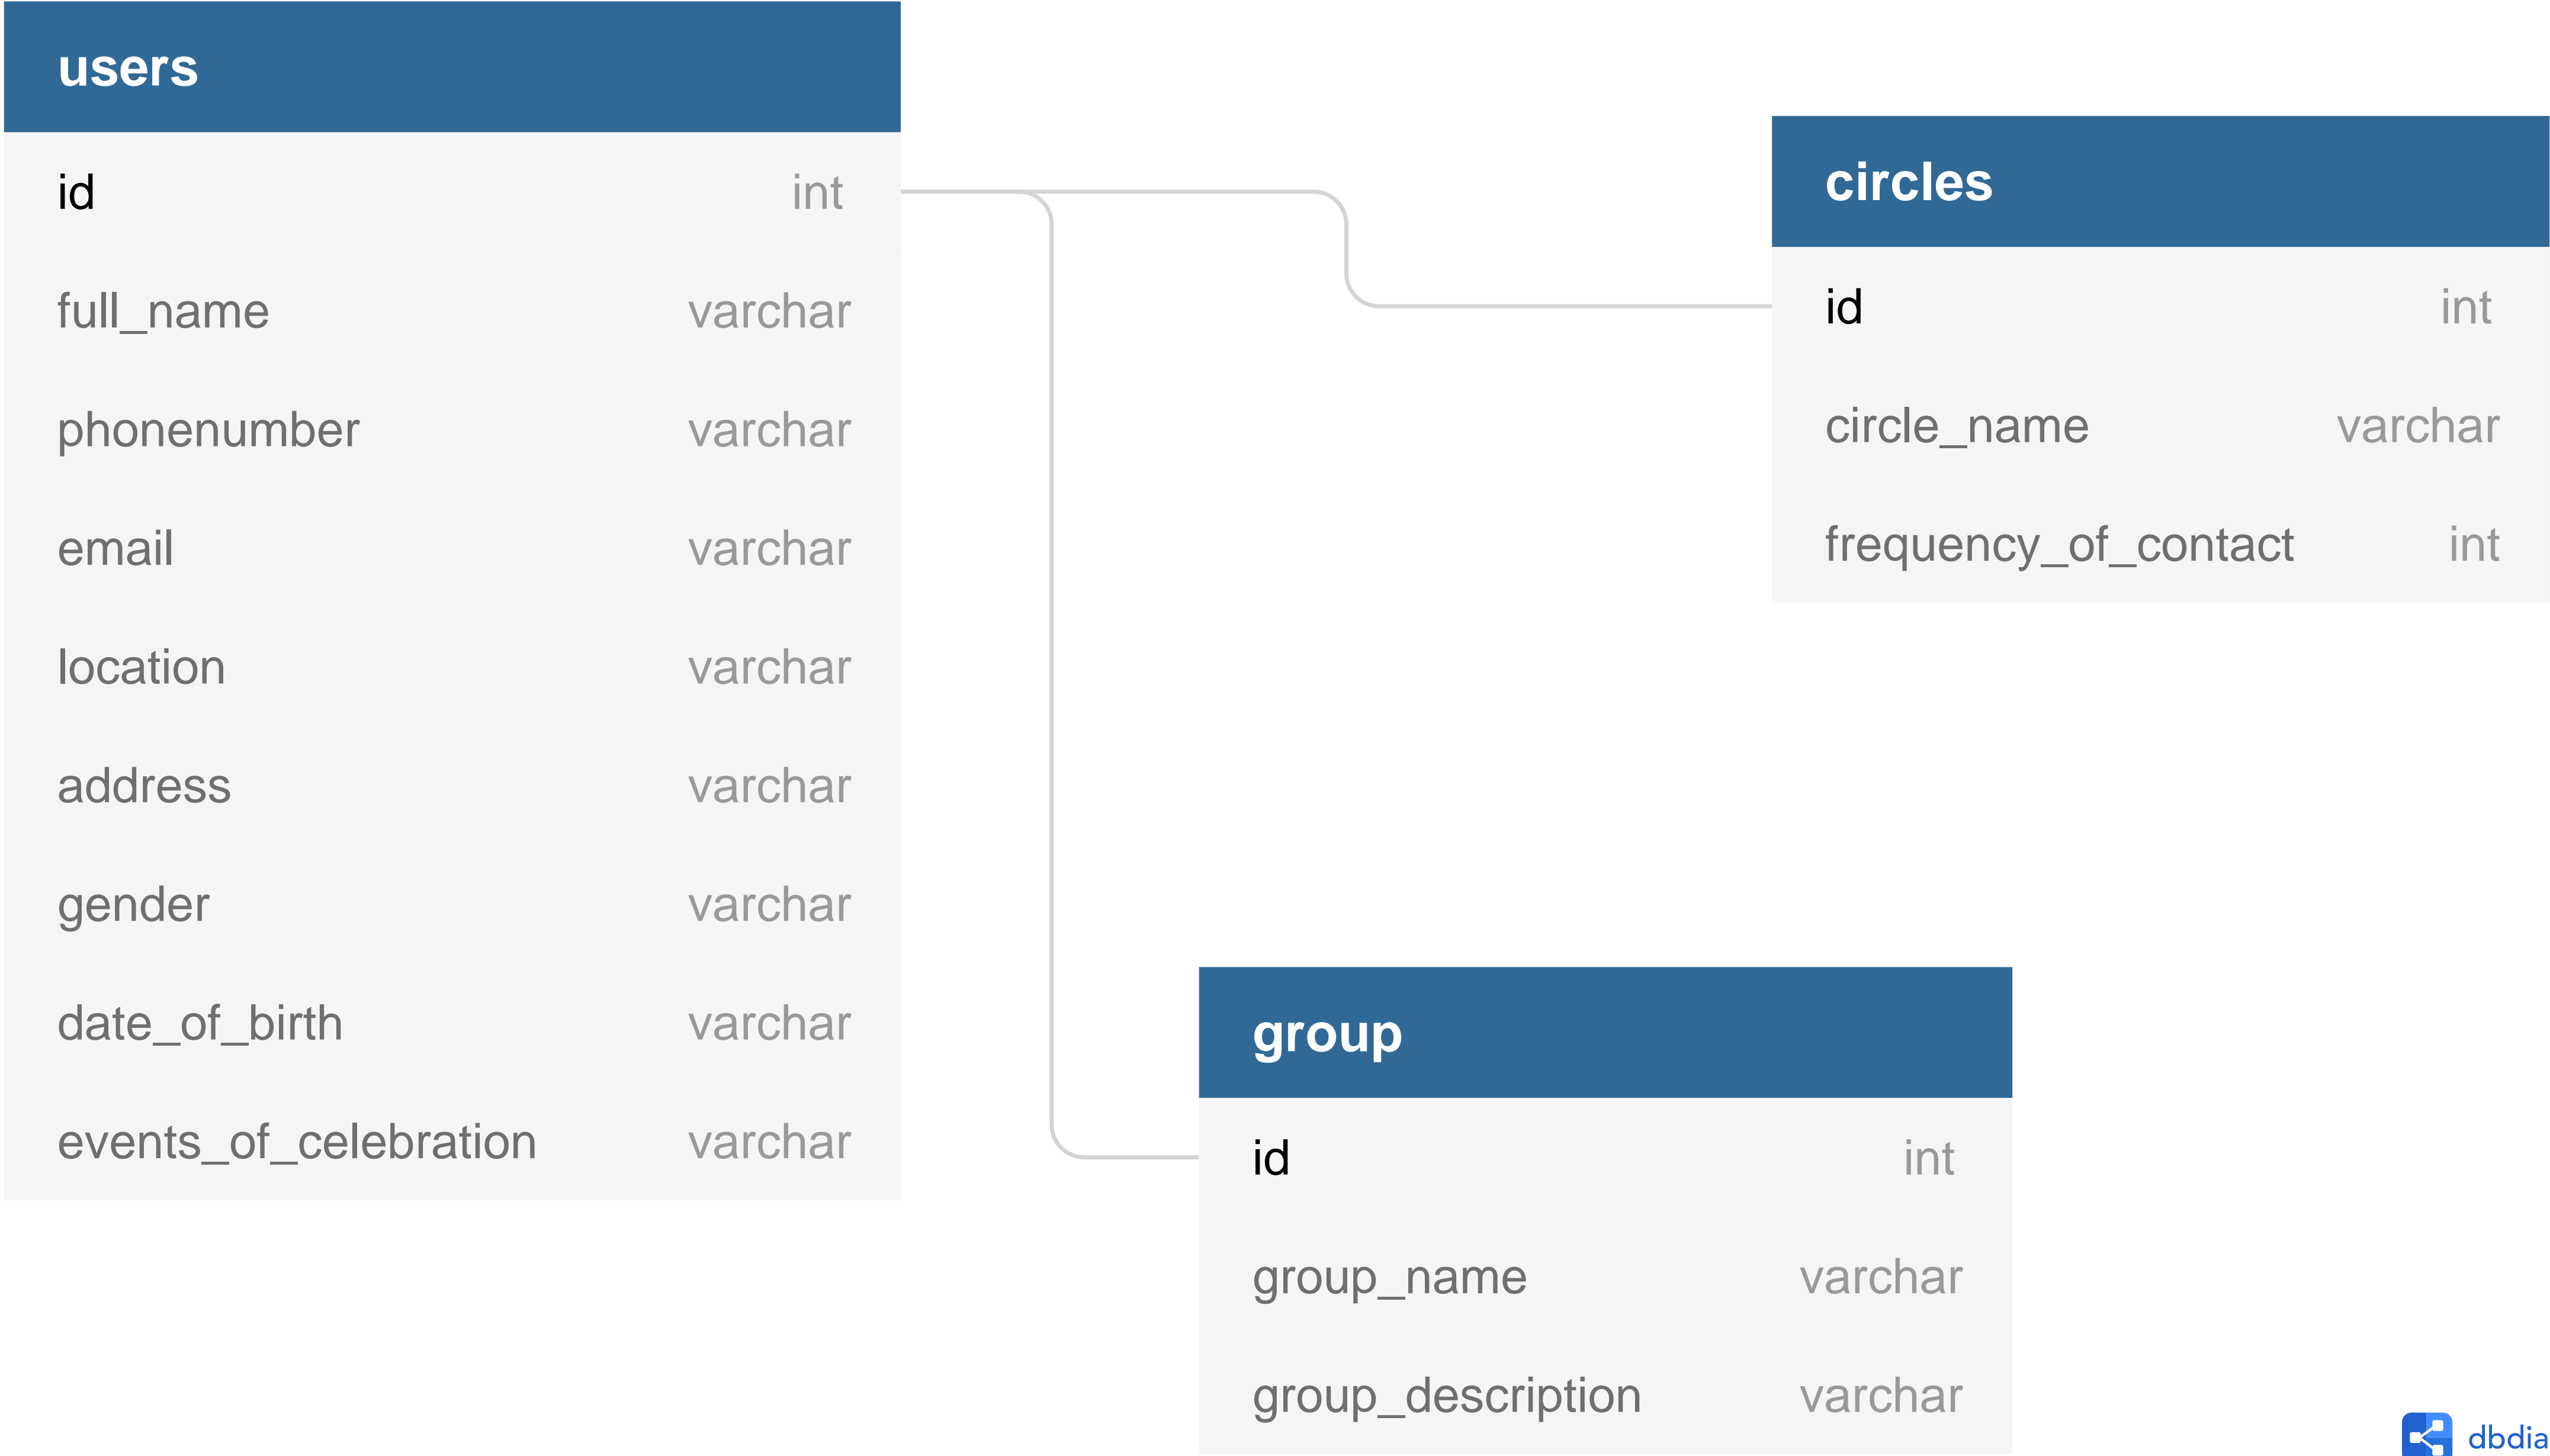 users
id int
full_name varchar
phonenumber varchar
email varchar
location varchar
address varchar
gender varchar
date_of_birth varchar
events_of_celebration varchar
circles
id int
circle_name varchar
frequency_of_contact int
group
id int
group_name varchar
group_description varchar
dbdia